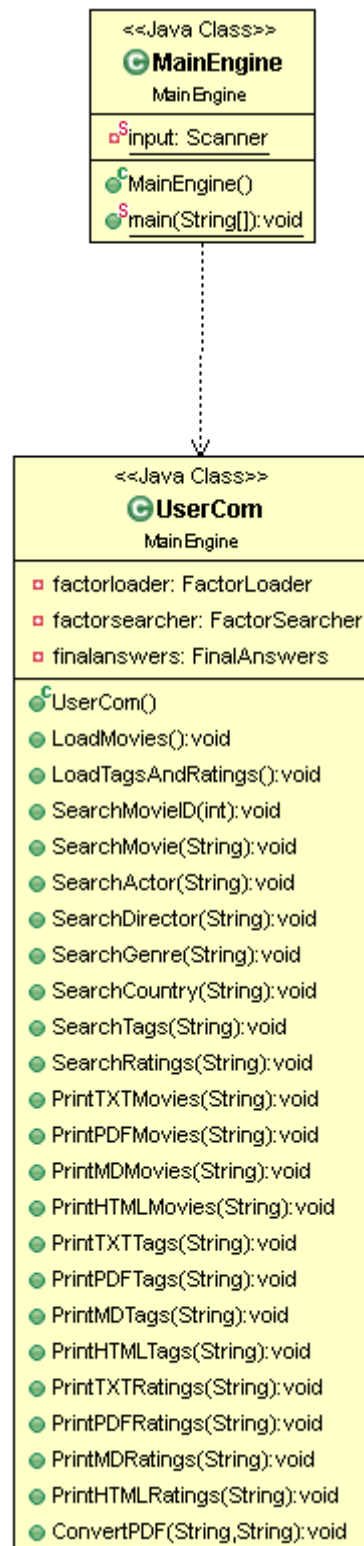 <<Java Class>>
MainEngine
MainEngine
input: Scanner
MainEngine()
main(String[]):void
<<Java Class>>
UserCom
MainEngine
factorloader: FactorLoader
factorsearcher: FactorSearcher
finalanswers: FinalAnswers
UserCom()
LoadMovies():void
LoadTagsAndRatings():void
SearchMovieID(int):void
SearchMovie(String):void
SearchActor(String):void
SearchDirector(String):void
SearchGenre(String):void
SearchCountry(String):void
SearchTags(String):void
SearchRatings(String):void
PrintTXTMovies(String):void
PrintPDFMovies(String):void
PrintMDMovies(String):void
PrintHTMLMovies(String):void
PrintTXTTags(String):void
PrintPDFTags(String):void
PrintMDTags(String):void
PrintHTMLTags(String):void
PrintTXTRatings(String):void
PrintPDFRatings(String):void
PrintMDRatings(String):void
PrintHTMLRatings(String):void
ConvertPDF(String,String):void